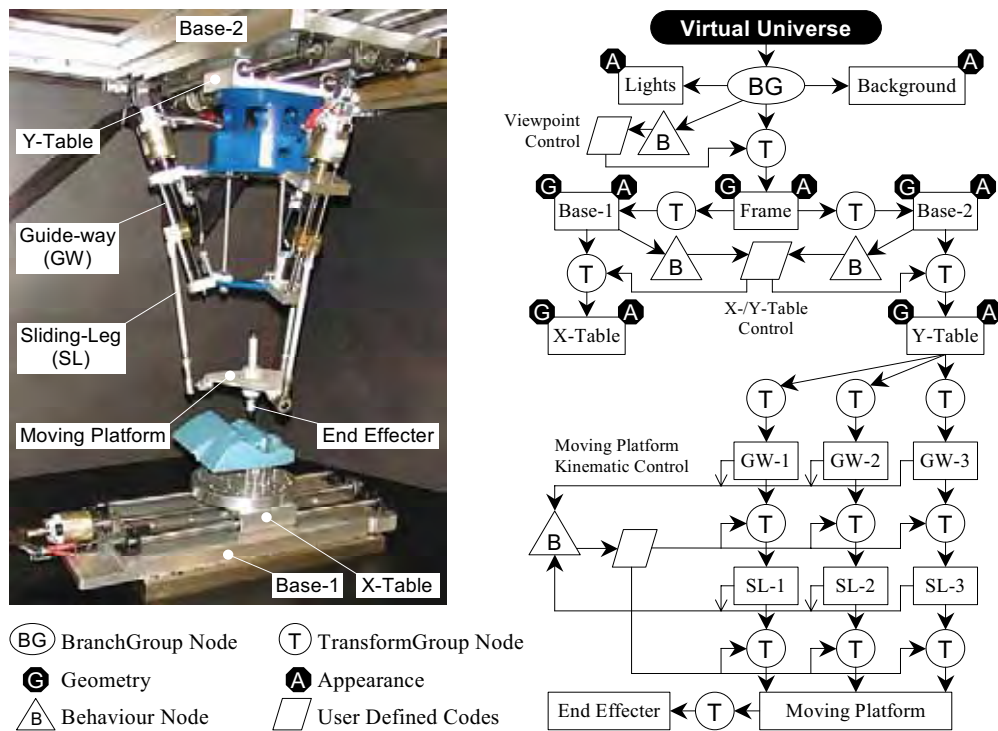 Base-2
Y-Table
Guide-way
(GW)
Sliding-Leg
(SL)
Moving Platform
End Effecter
Base-1
X-Table
BG BranchGroup Node
T TransformGroup Node
G Geometry
A Appearance
B Behaviour Node
User Defined Codes
Virtual Universe
A
Lights
BG
A
Background
Viewpoint
Control
B
T
G A
Base-1
T
G A
Frame
T
G A
Base-2
T
B
B
T
X-/Y-Table
Control
G A
X-Table
G A
Y-Table
T T T
Moving Platform
Kinematic Control
GW-1 GW-2 GW-3
B
T T T
SL-1 SL-2 SL-3
T T T
End Effecter
T
Moving Platform